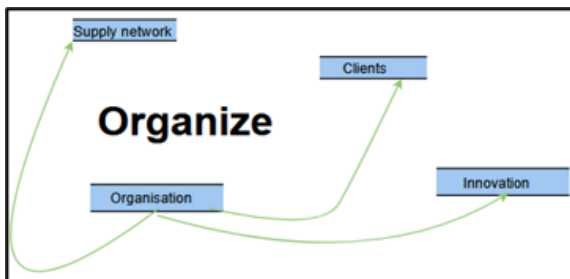 Supply network
Clients
Organize
Organisation
Innovation